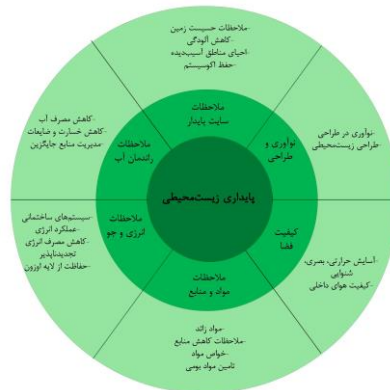 -ملاحظات حسیست زمین
-کاهش آلودگی
-احیای مناطق آسیب‌دیده
-حفظ اکوسیستم
-نوآوری در طراحی
-طراحی زیست‌محیطی
-آسایش حرارتی، بصری،
شنوایی
-کیفیت هوای داخلی
-مواد زائد
-ملاحظات کاهش منابع
-خواص مواد
-تامین مواد بومی
-سیستم‌های ساختمانی
-عملکرد انرژی
-کاهش مصرف انرژی
تجدیدناپذیر
-حفاظت از لایه اوزون
-کاهش مصرف آب
-کاهش خسارت و ضایعات
-مدیریت منابع جایگزین
ملاحظات
سایت پایدار
نوآوری و
طراحی
کیفیت
فضا
ملاحظات
مواد و منابع
ملاحظات
انرژی و جو
ملاحظات
راندمان آب
پایداری زیست‌محیطی